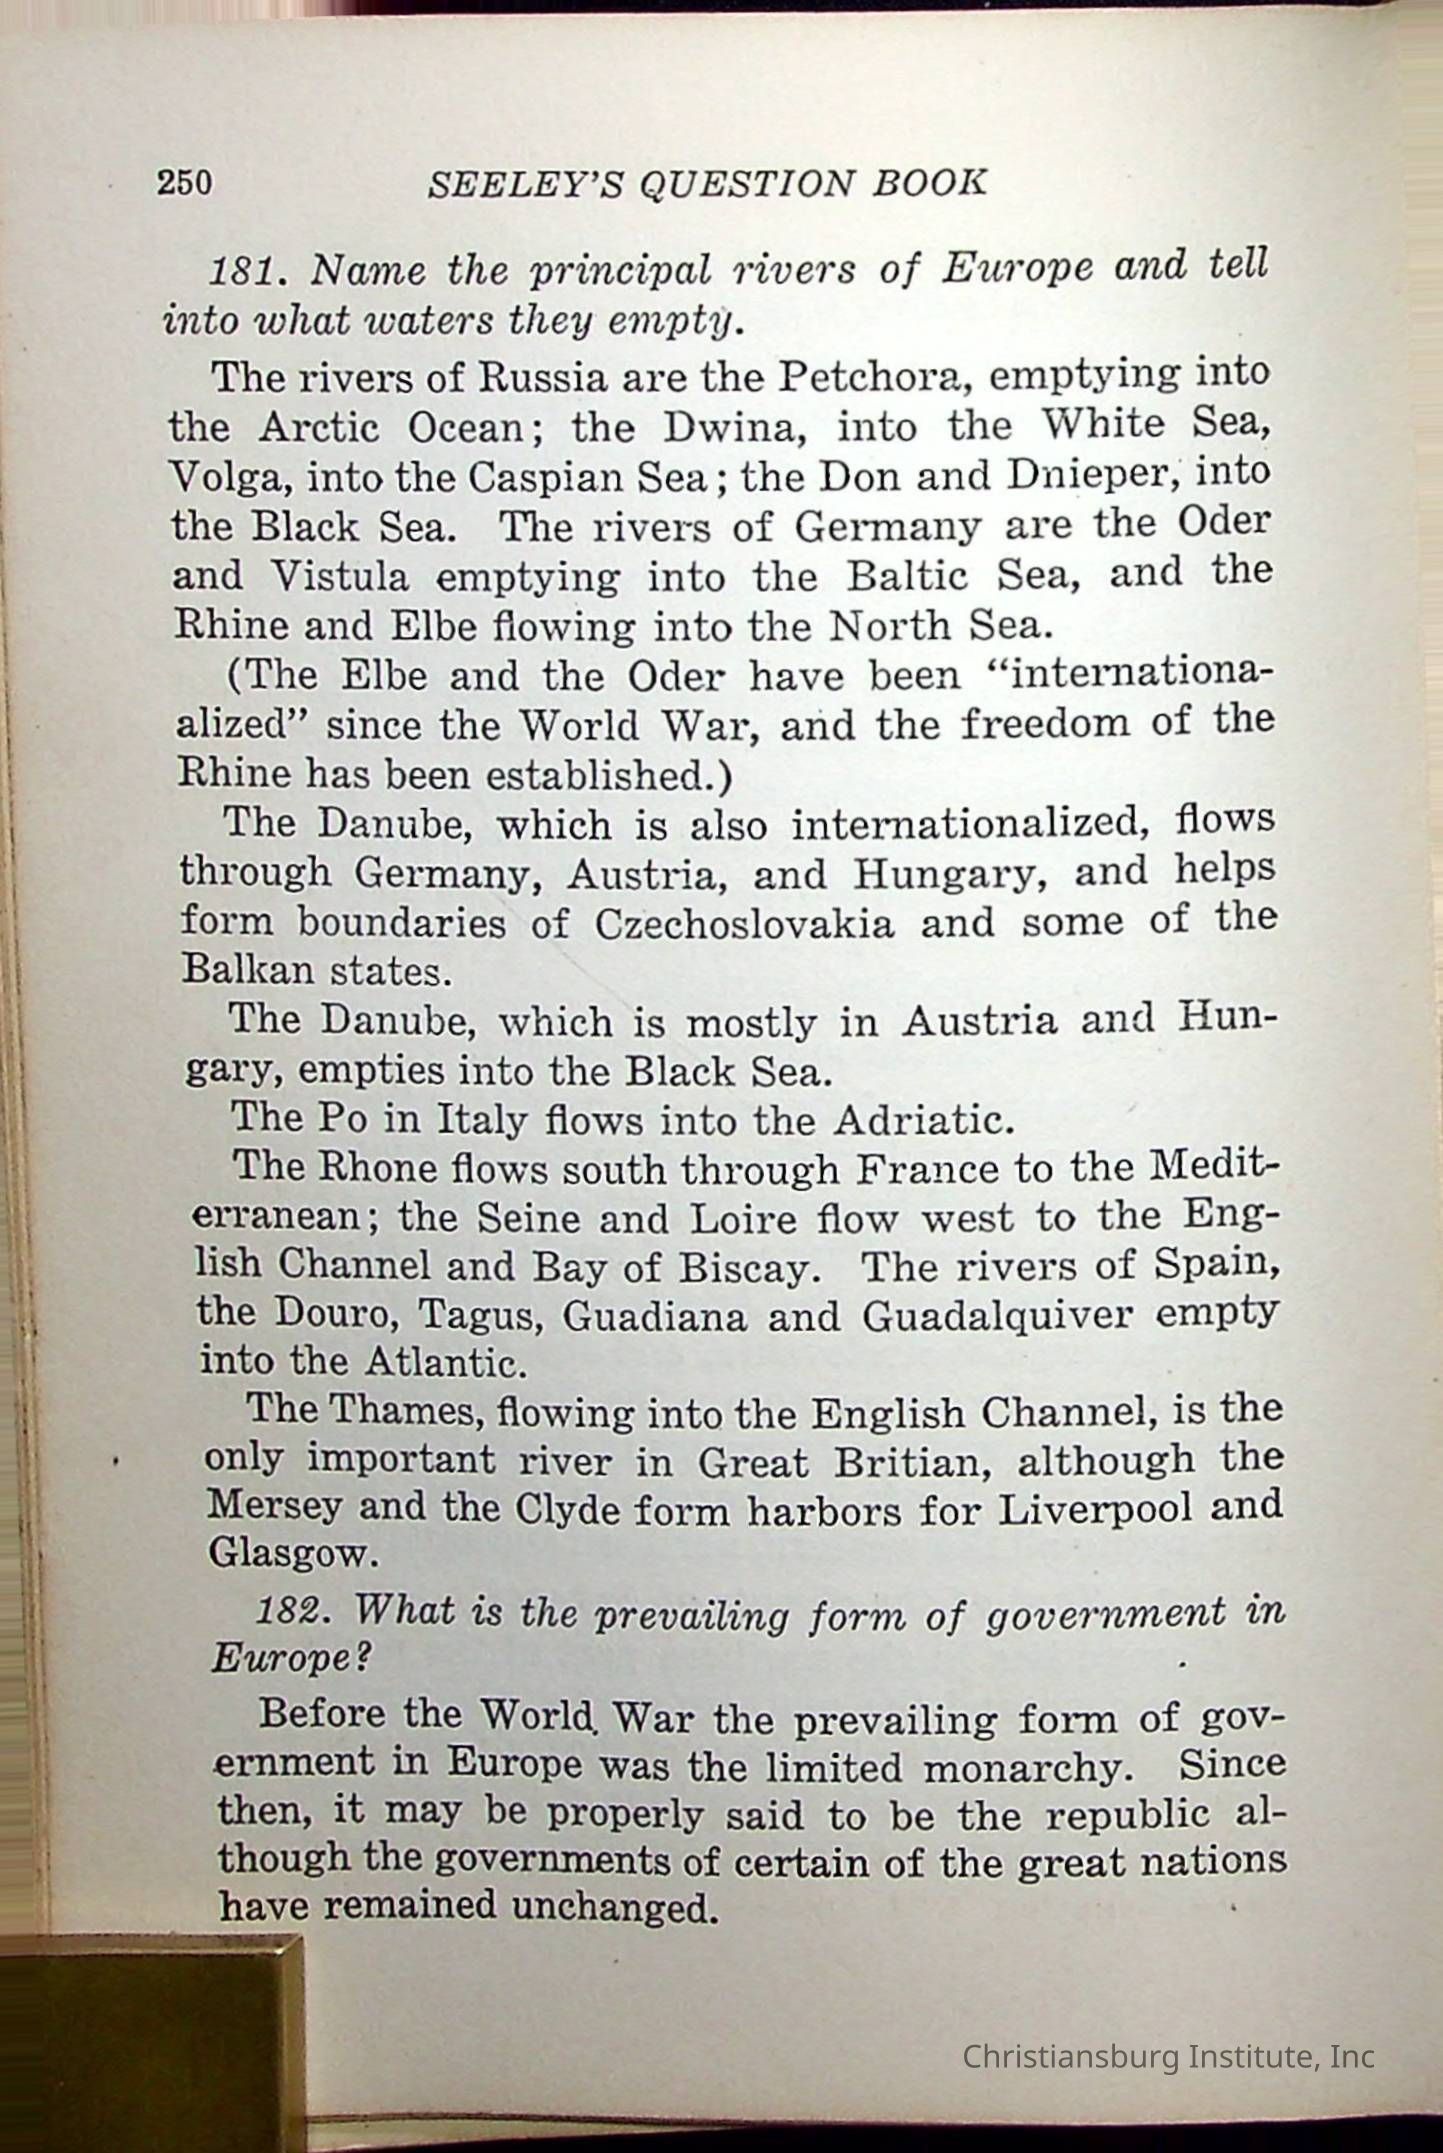 250 SEELEY'S QUESTION BOOK
181. Name the principal rivers of Europe and tell
into what waters they empty.
The rivers of Russia are the Petchora, emptying into
the Arctic Ocean; the Dwina, into the White Sea,
Volga, into the Caspian Sea; the Don and Dnieper, into
the Black Sea. The rivers of Germany are the Oder
and Vistula emptying into the Baltic Sea, and the
Rhine and Elbe flowing into the North Sea.
(The Elbe and the Oder have been "internationa-
alized" since the World War, and the freedom of the
Rhine has been established.)
The Danube, which is also internationalized, flows
through Germany, Austria, and Hungary, and helps
form boundaries of Czechoslovakia and some of the
Balkan states.
The Danube, which is mostly in Austria and Hun-
gary, empties into the Black Sea.
The Po in Italy flows into the Adriatic.
The Rhone flows south through France to the Medit-
erranean; the Seine and Loire flow west to the Eng-
lish Channel and Bay of Biscay. The rivers of Spain,
the Douro, Tagus, Guadiana and Guadalquiver empty
into the Atlantic.
The Thames, flowing into the English Channel, is the
only important river in Great Britian, although the
Mersey and the Clyde form harbors for Liverpool and
Glasgow.
182. What is the prevailing form of government in
Europe?
Before the World War the prevailing form of gov-
ernment in Europe was the limited monarchy. Since
then, it may be properly said to be the republic al-
though the governments of certain of the great nations
have remained unchanged.
Christiansburg Institute, Inc